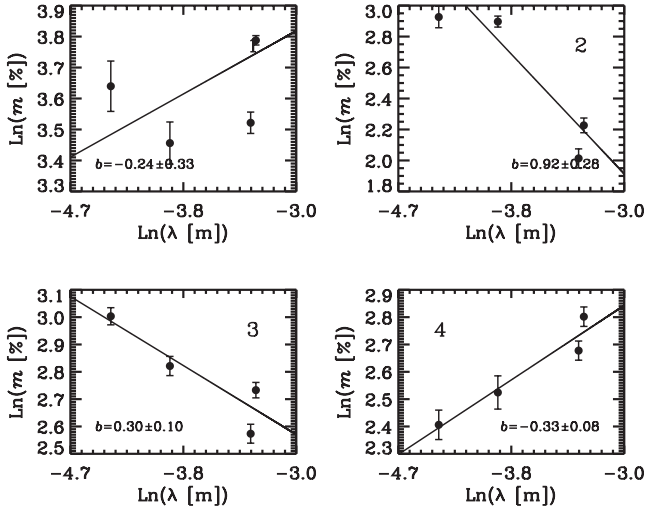 3.9
3.8
3.7
3.6
3.5
3.4
3.3
Ln(m [%])
b=−0.24±0.33
−4.7 −3.8 −3.0
Ln(λ [m])
3.0
2.8
2.6
2.4
2.2
2.0
1.8
Ln(m [%])
2
b=0.92±0.28
−4.7 −3.8 −3.0
Ln(λ [m])
3.1
3.0
2.9
2.8
2.7
2.6
2.5
Ln(m [%])
3
b=0.30±0.10
−4.7 −3.8 −3.0
Ln(λ [m])
2.9
2.8
2.7
2.6
2.5
2.4
2.3
Ln(m [%])
4
b=−0.33±0.08
−4.7 −3.8 −3.0
Ln(λ [m])